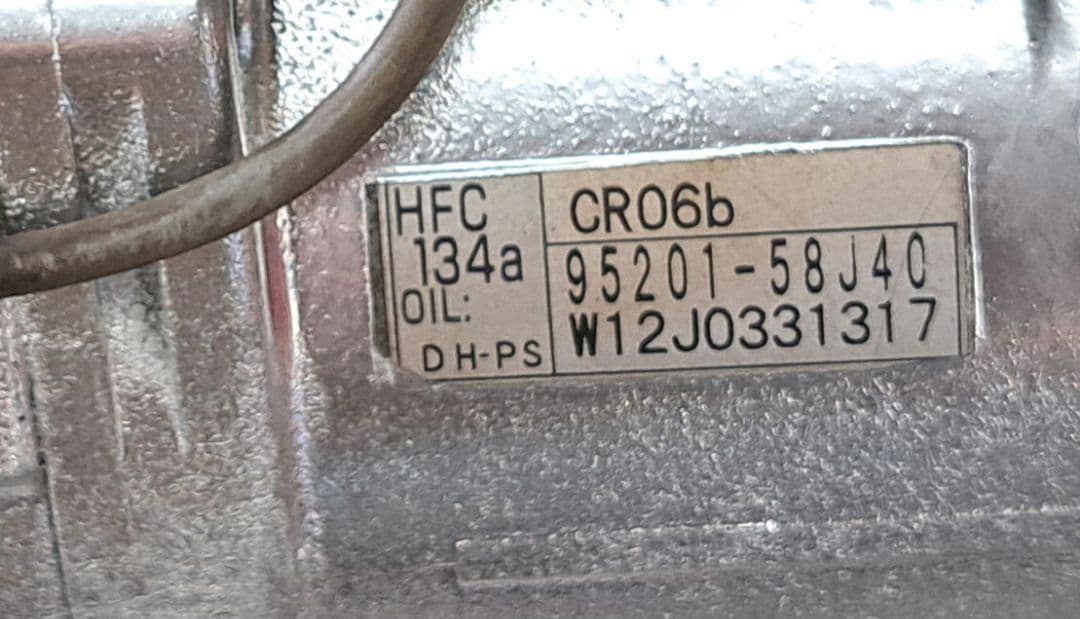 HFC
134a
OIL:
DH-PS
CR06b
95201-58J40
W12J0331317